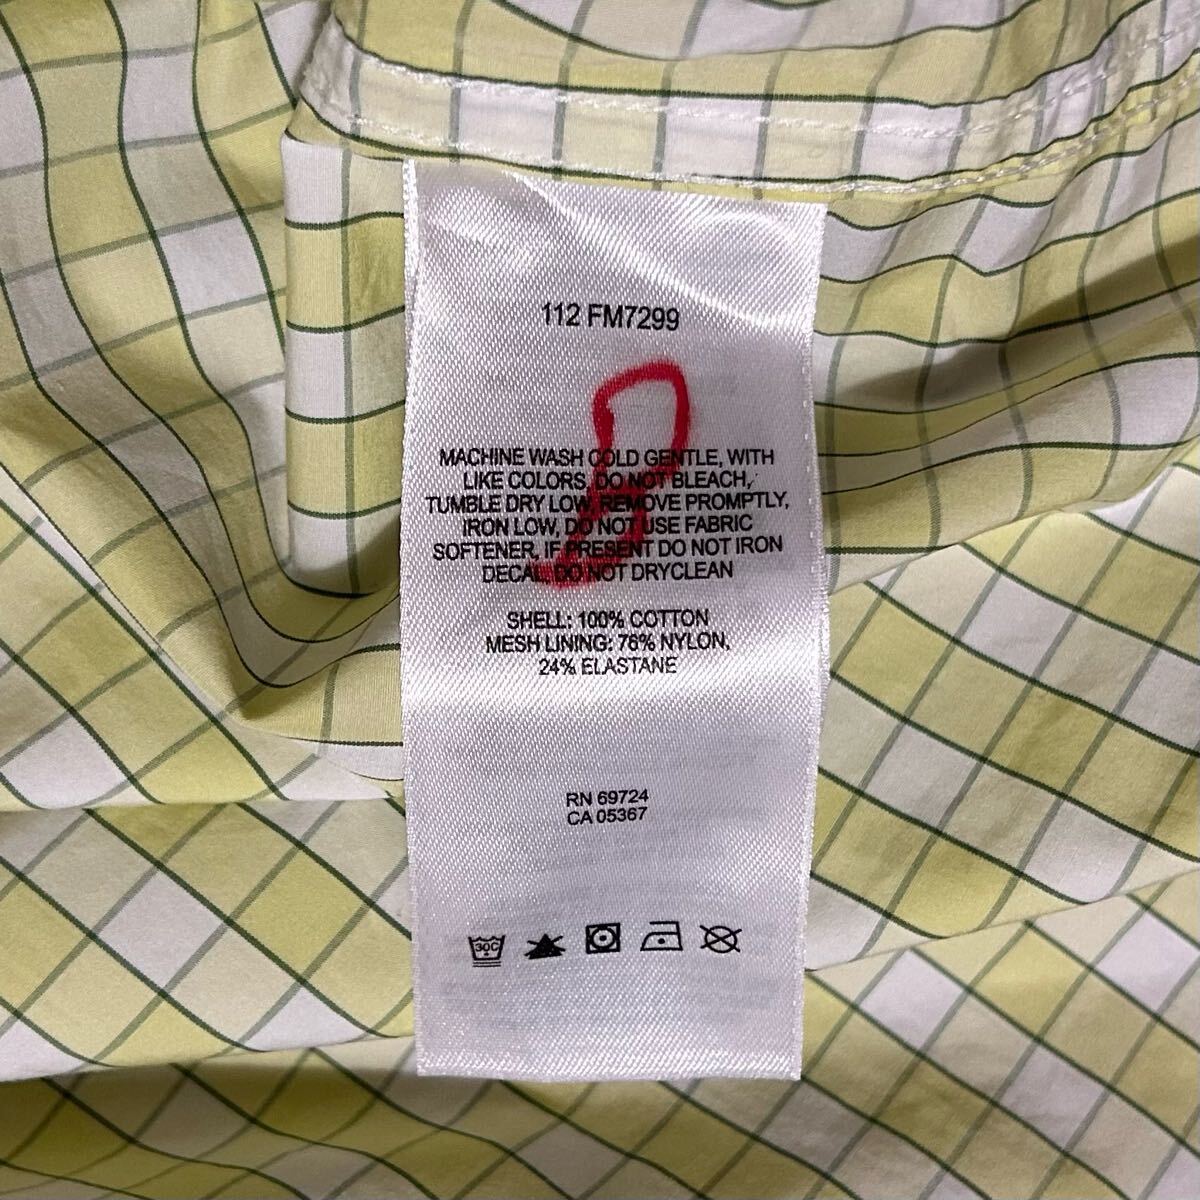 112 FM7299
MACHINE WASH COLD GENTLE, WITH
LIKE COLORS, DO NOT BLEACH,
TUMBLE DRY LOW, REMOVE PROMPTLY,
IRON LOW, DO NOT USE FABRIC
SOFTENER, IF PRESENT DO NOT IRON
DECAL, DO NOT DRYCLEAN
SHELL: 100% COTTON
MESH LINING: 76% NYLON,
24% ELASTANE
RN 69724
CA 05367
30C